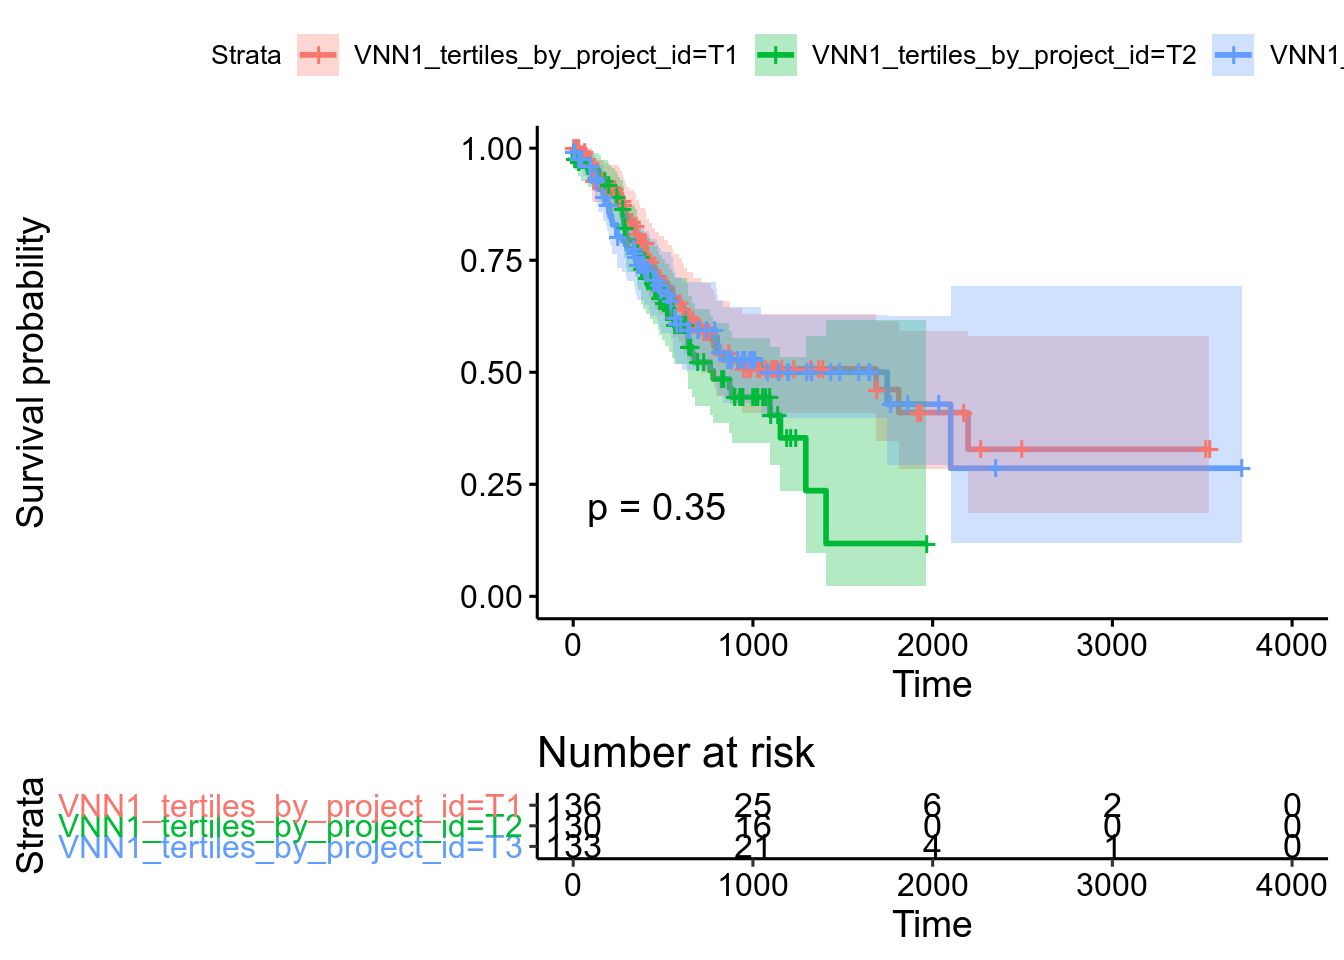 Strata VNN1_tertiles_by_project_id=T1 VNN1_tertiles_by_project_id=T2 VNN1_
Survival probability
1.00
0.75
0.50
0.25
0.00
p = 0.35
0 1000 2000 3000 4000
Time
Number at risk
Strata
VNN1_tertiles_by_project_id=T1 136 25 6 2 0
VNN1_tertiles_by_project_id=T2 130 16 0 0 0
VNN1_tertiles_by_project_id=T3 133 21 4 1 0
0 1000 2000 3000 4000
Time